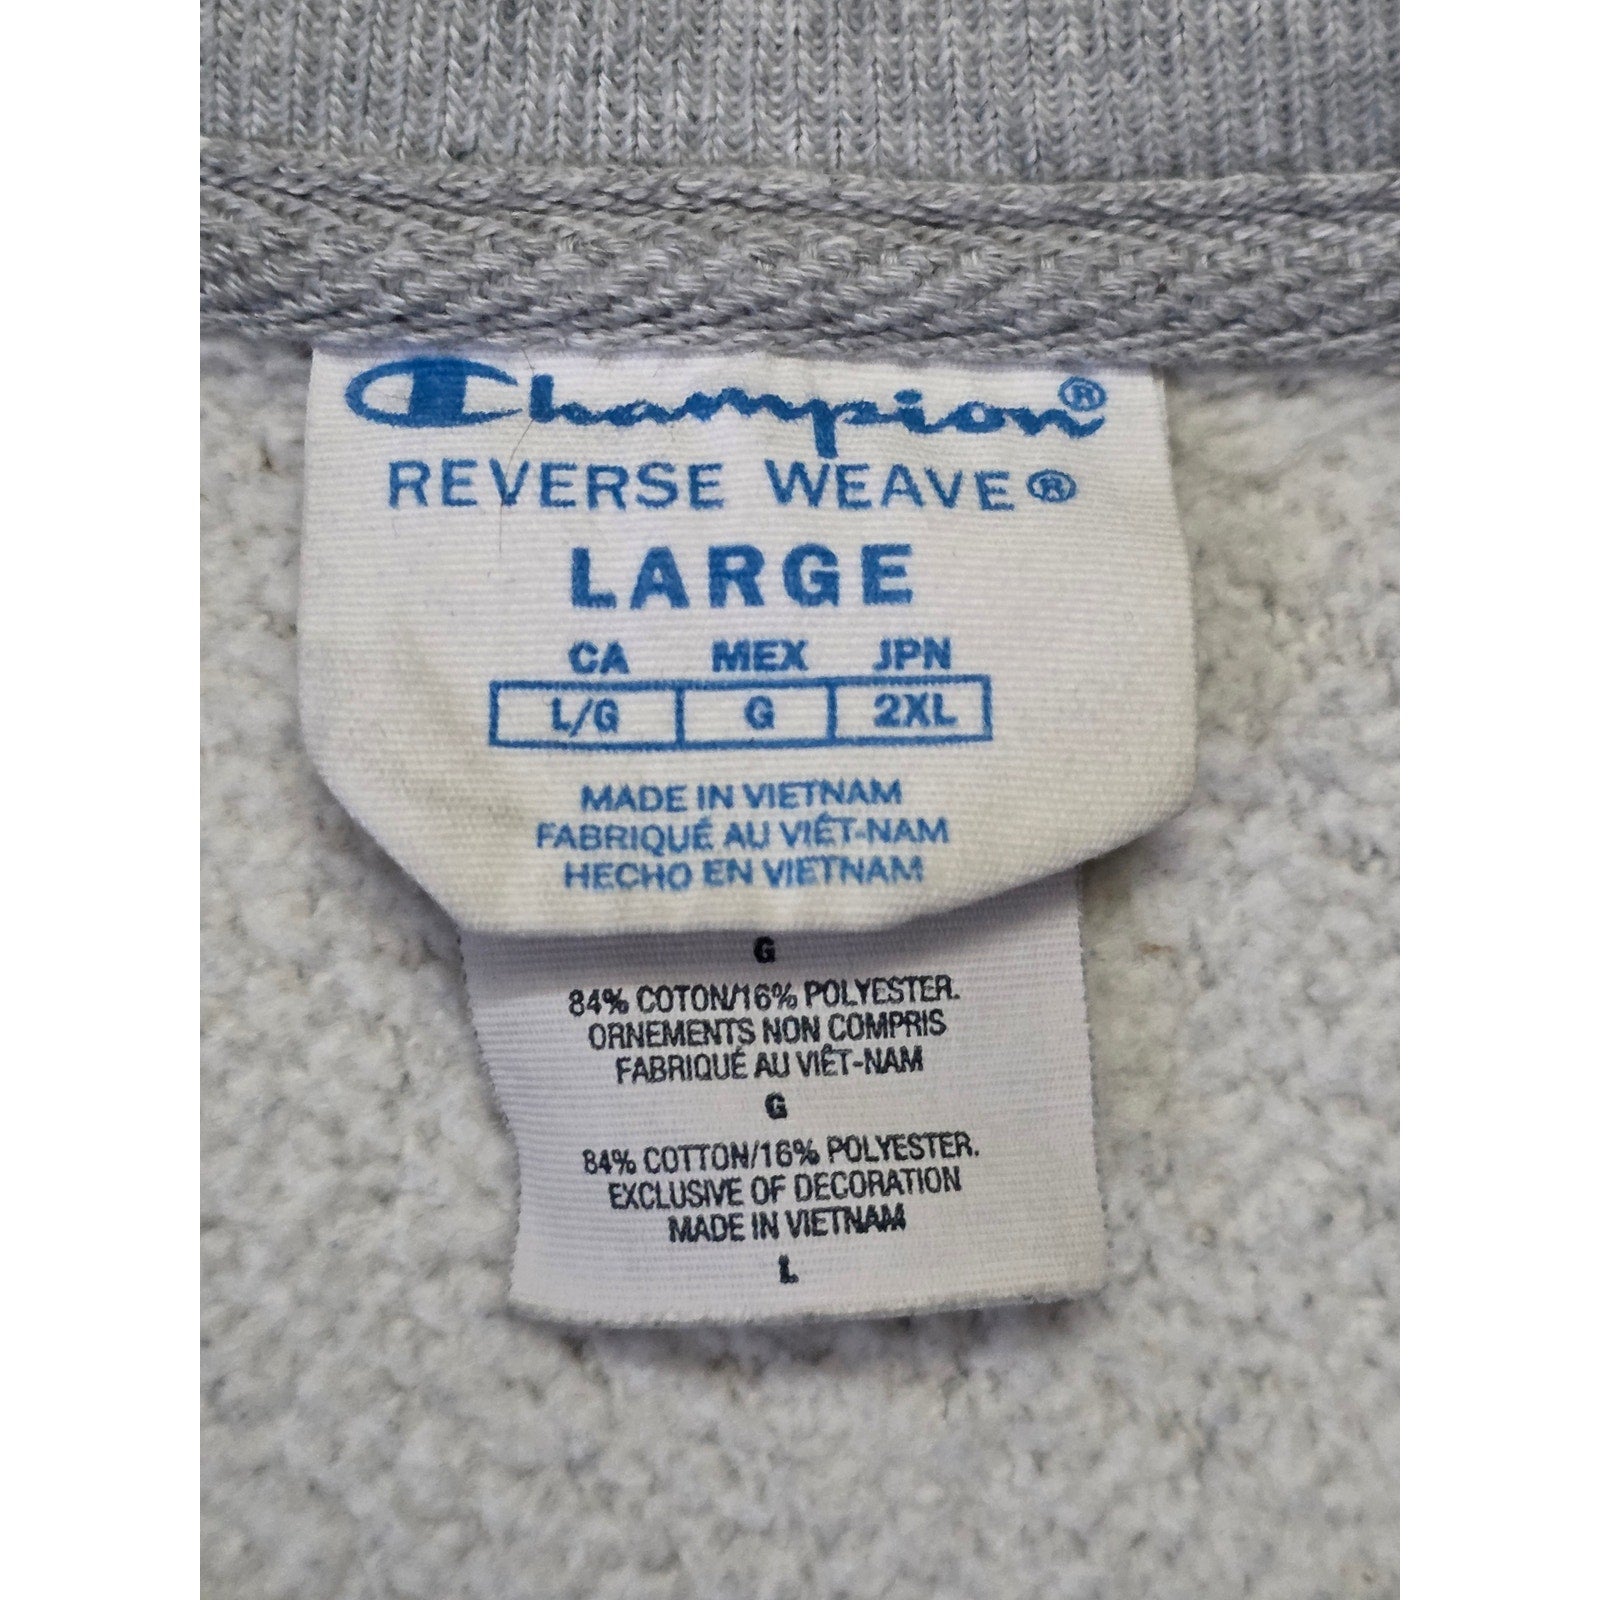 Champion®
REVERSE WEAVE®
LARGE
CA MEX JPN
L/G G 2XL
MADE IN VIETNAM
FABRIQUÉ AU VIÊT-NAM
HECHO EN VIETNAM
G
84% COTON/16% POLYESTER.
ORNEMENTS NON COMPRIS
FABRIQUÉ AU VIÊT-NAM
G
84% COTTON/16% POLYESTER.
EXCLUSIVE OF DECORATION
MADE IN VIETNAM
L